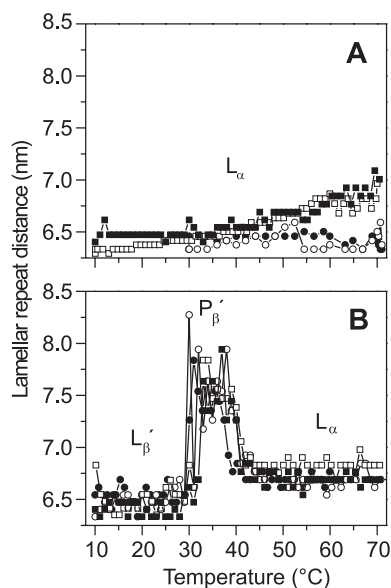 Lamellar repeat distance (nm)
8.5
8.0
7.5
7.0
6.5
A
Lα
8.5
8.0
7.5
7.0
6.5
B
Pβ´
Lβ´
Lα
10 20 30 40 50 60 70
Temperature (°C)